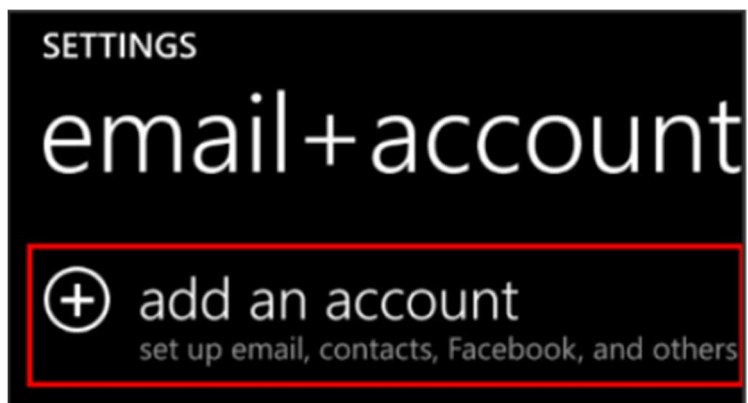 SETTINGS
email+account
add an account
set up email, contacts, Facebook, and others